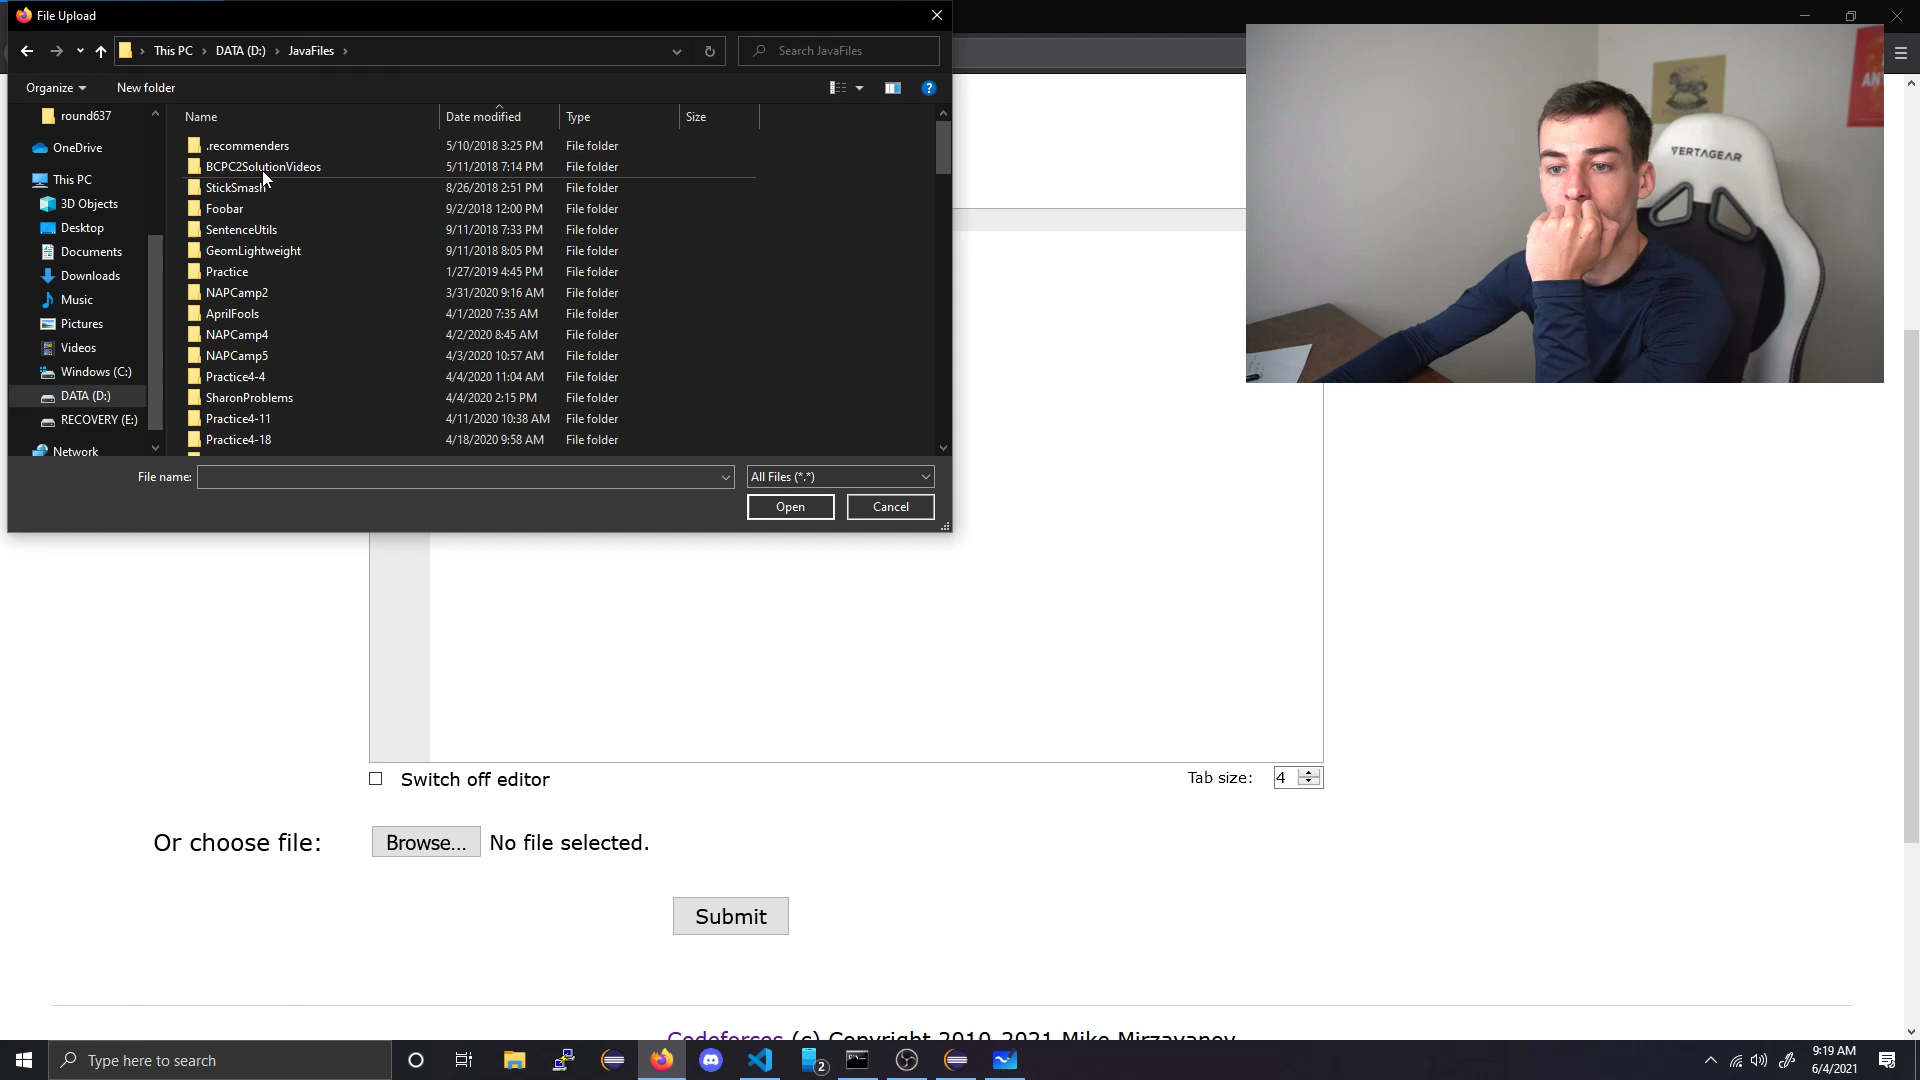 File Upload
This PC
DATA (D:)
JavaFiles
Search JavaFiles
Organize
New folder
Name
Date modified
Type
Size
round637
OneDrive
This PC
3D Objects
Desktop
Documents
Downloads
Music
Pictures
Videos
Windows (C:)
DATA (D:)
RECOVERY (E:)
Network
.recommenders 5/10/2018 3:25 PM File folder
BCPC2SolutionVideos 5/11/2018 7:14 PM File folder
StickSmash 8/26/2018 2:51 PM File folder
Foobar 9/2/2018 12:00 PM File folder
SentenceUtils 9/11/2018 7:33 PM File folder
GeomLightweight 9/11/2018 8:05 PM File folder
Practice 1/27/2019 4:45 PM File folder
NAPCamp2 3/31/2020 9:16 AM File folder
AprilFools 4/1/2020 7:35 AM File folder
NAPCamp4 4/2/2020 8:45 AM File folder
NAPCamp5 4/3/2020 10:57 AM File folder
Practice4-4 4/4/2020 11:04 AM File folder
SharonProblems 4/4/2020 2:15 PM File folder
Practice4-11 4/11/2020 10:38 AM File folder
Practice4-18 4/18/2020 9:58 AM File folder
File name:
All Files (*.*)
Open
Cancel
VERTAGEAR
Switch off editor
Tab size: 4
Or choose file:
Browse... No file selected.
Submit
Codeforces (c) Copyright 2010-2021 Mike Mirzayanov
Type here to search
2
9:19 AM
6/4/2021